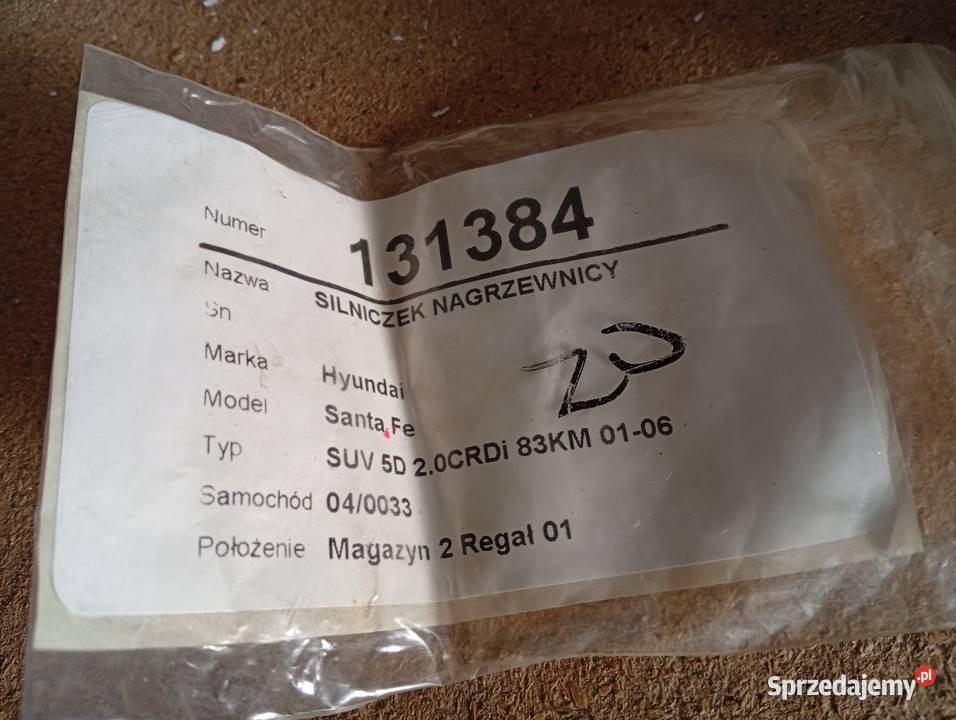 Numer 131384
Nazwa SILNICZEK NAGRZEWNICY
Sn
Marka Hyundai
Model Santa Fe
Typ SUV 5D 2.0CRDi 83KM 01-06
Samochód 04/0033
Położenie Magazyn 2 Regał 01
Sprzedajemy.pl